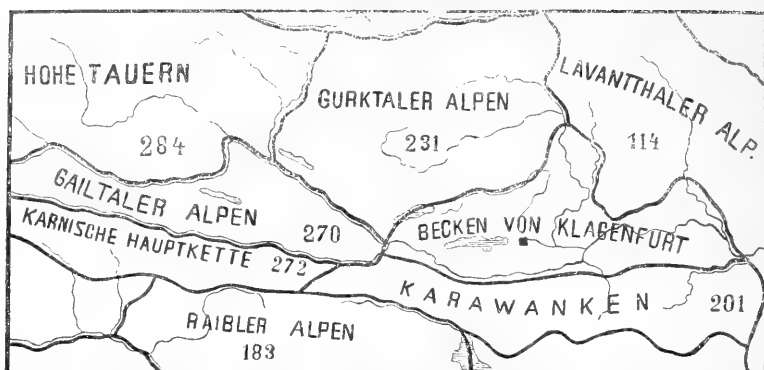 HOHE TAUERN
284
GURKTALER ALPEN
231
LAVANTTHALER ALP.
114
GAILTALER ALPEN
270
KARNISCHE HAUPTKETTE 272
BECKEN VON KLAGENFURT
KARAWANKEN 201
RAIBLER ALPEN
183